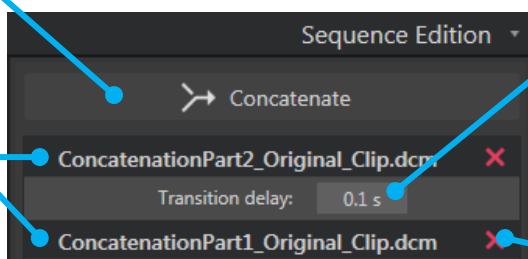 Sequence Edition
Concatenate
ConcatenationPart2_Original_Clip.dcm
Transition delay: 0.1 s
ConcatenationPart1_Original_Clip.dcm